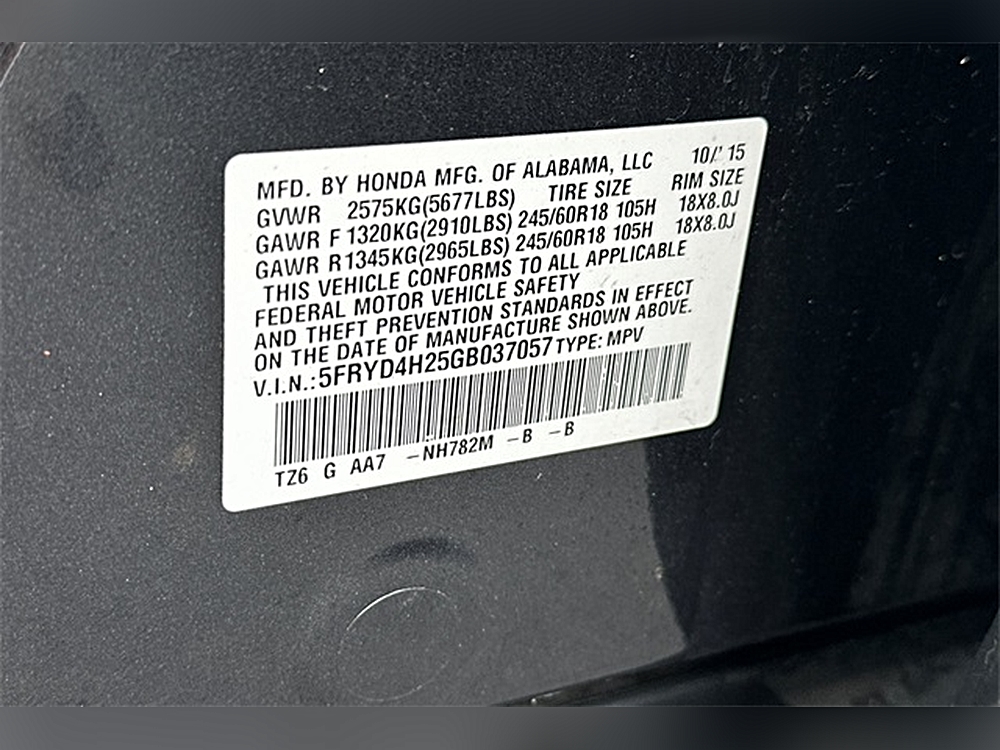 MFD. BY HONDA MFG. OF ALABAMA, LLC 10/' 15
GVWR 2575KG(5677LBS) TIRE SIZE RIM SIZE
GAWR F 1320KG(2910LBS) 245/60R18 105H 18X8.0J
GAWR R 1345KG(2965LBS) 245/60R18 105H 18X8.0J
THIS VEHICLE CONFORMS TO ALL APPLICABLE
FEDERAL MOTOR VEHICLE SAFETY
AND THEFT PREVENTION STANDARDS IN EFFECT
ON THE DATE OF MANUFACTURE SHOWN ABOVE.
V.I.N.: 5FRYD4H25GB037057 TYPE: MPV
TZ6 G AA7 -NH782M -B -B